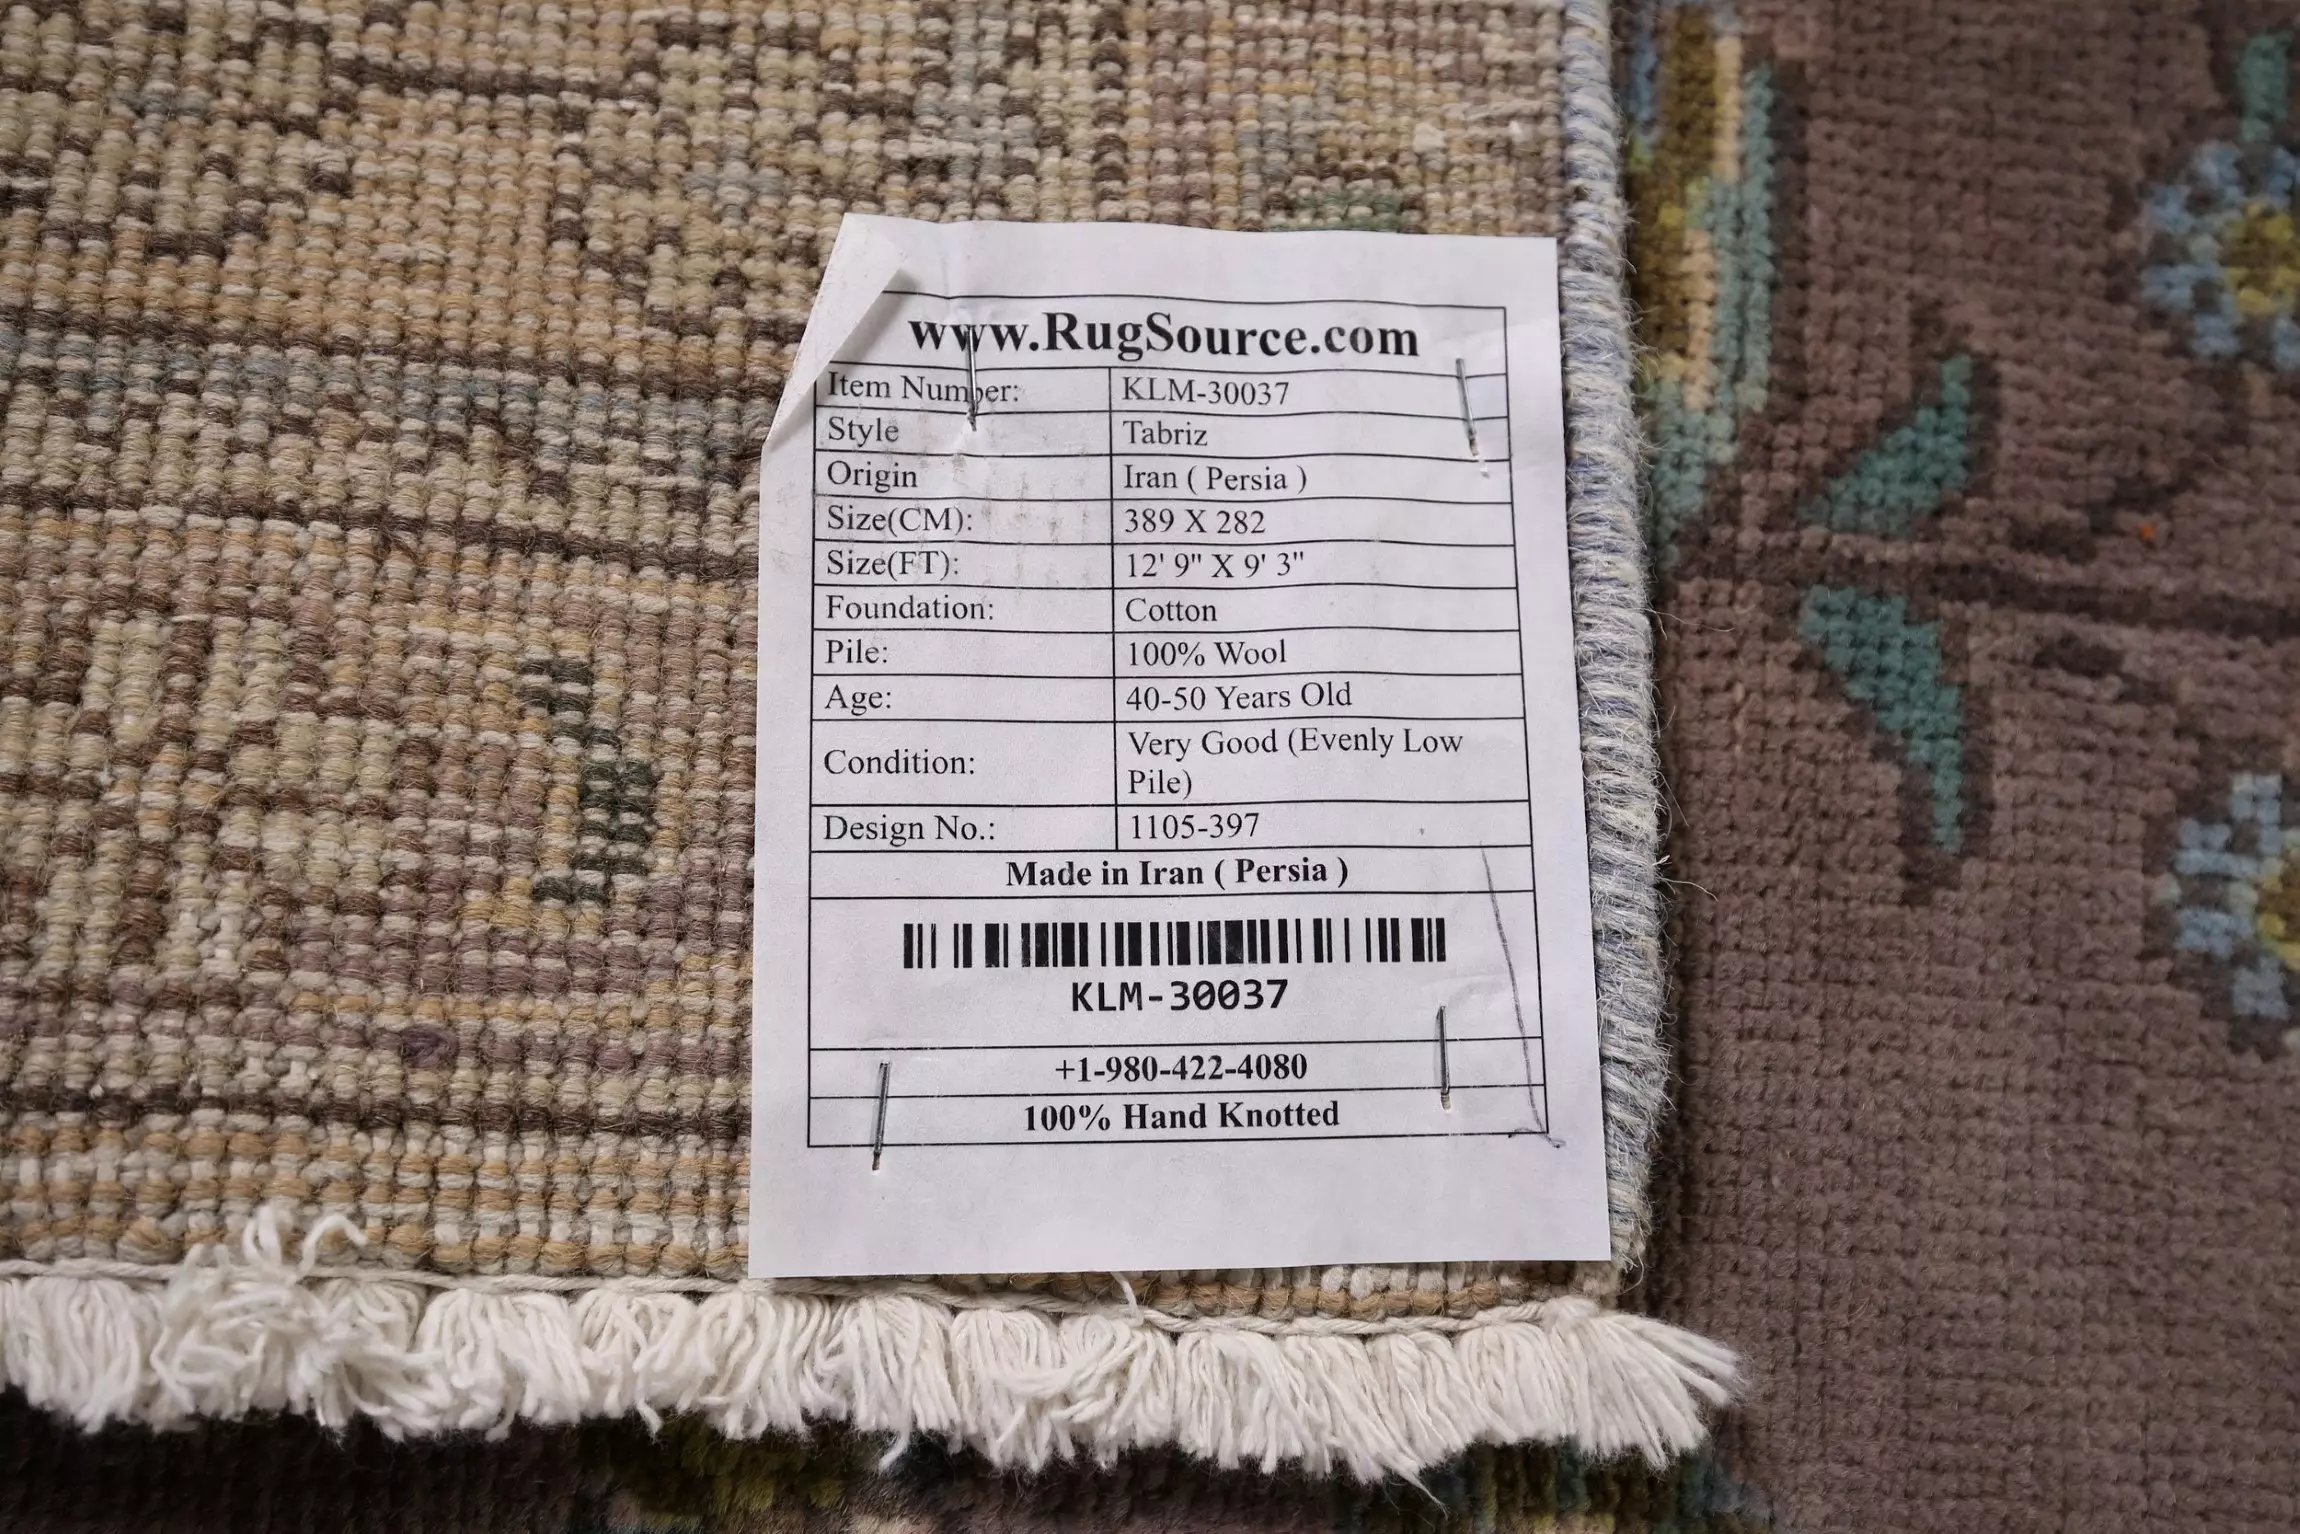 www.RugSource.com
Item Number: KLM-30037
Style Tabriz
Origin Iran ( Persia )
Size(CM): 389 X 282
Size(FT): 12' 9" X 9' 3"
Foundation: Cotton
Pile: 100% Wool
Age: 40-50 Years Old
Condition: Very Good (Evenly Low
Pile)
Design No.: 1105-397
Made in Iran ( Persia )
KLM-30037
+1-980-422-4080
100% Hand Knotted